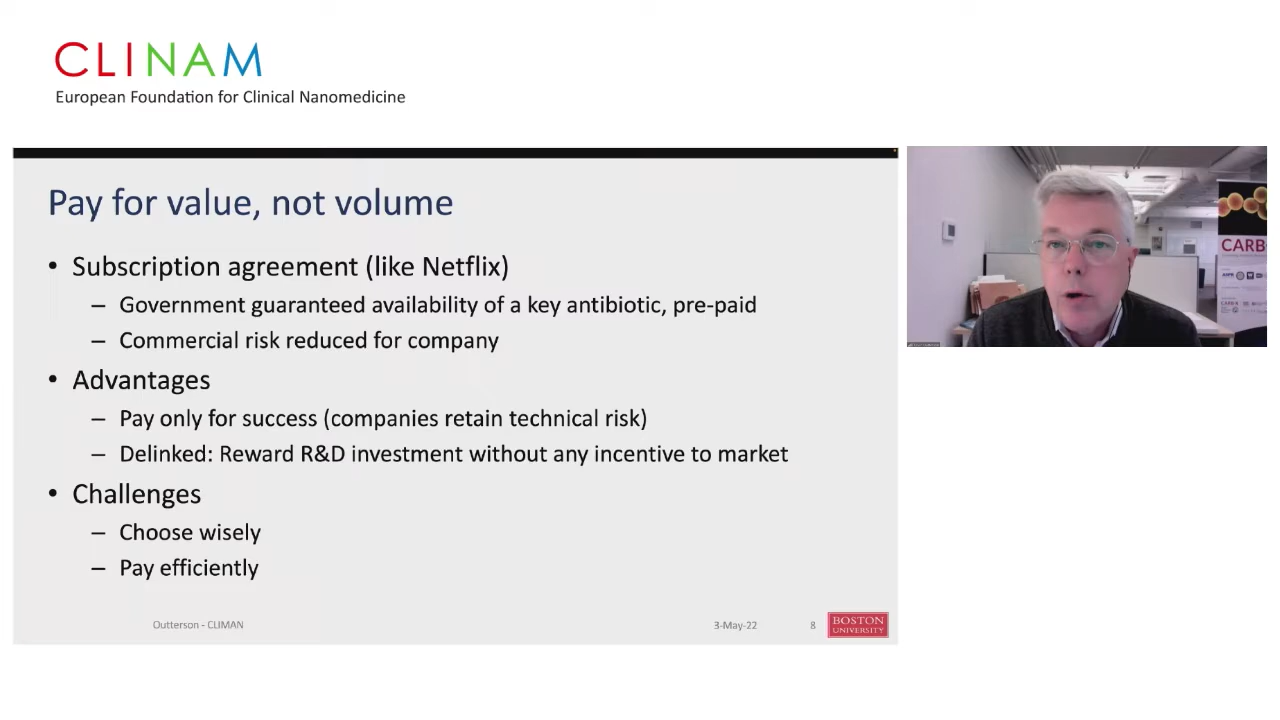 CLINAM
European Foundation for Clinical Nanomedicine
Pay for value, not volume
• Subscription agreement (like Netflix)
– Government guaranteed availability of a key antibiotic, pre-paid
– Commercial risk reduced for company
• Advantages
– Pay only for success (companies retain technical risk)
– Delinked: Reward R&D investment without any incentive to market
• Challenges
– Choose wisely
– Pay efficiently
Outterson - CLIMAN
3-May-22
8
BOSTON
UNIVERSITY
CARB